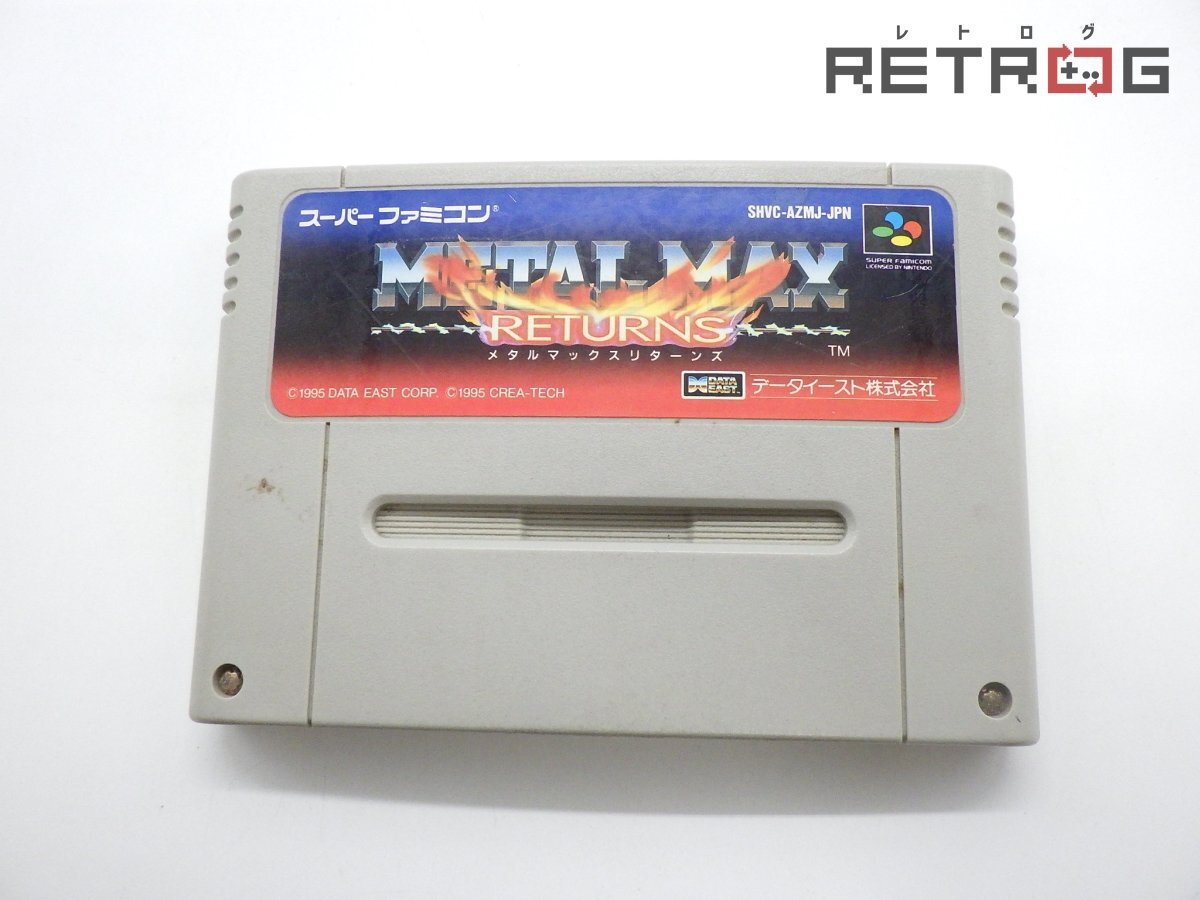 レトログ
RETROG
スーパーファミコン®
SHVC-AZMJ-JPN
SUPER FAMICOM
LICENSED BY NINTENDO
METAL MAX
RETURNS
メタルマックスリターンズ
TM
©1995 DATA EAST CORP. ©1995 CREA-TECH
DATA
EAST
データイースト株式会社